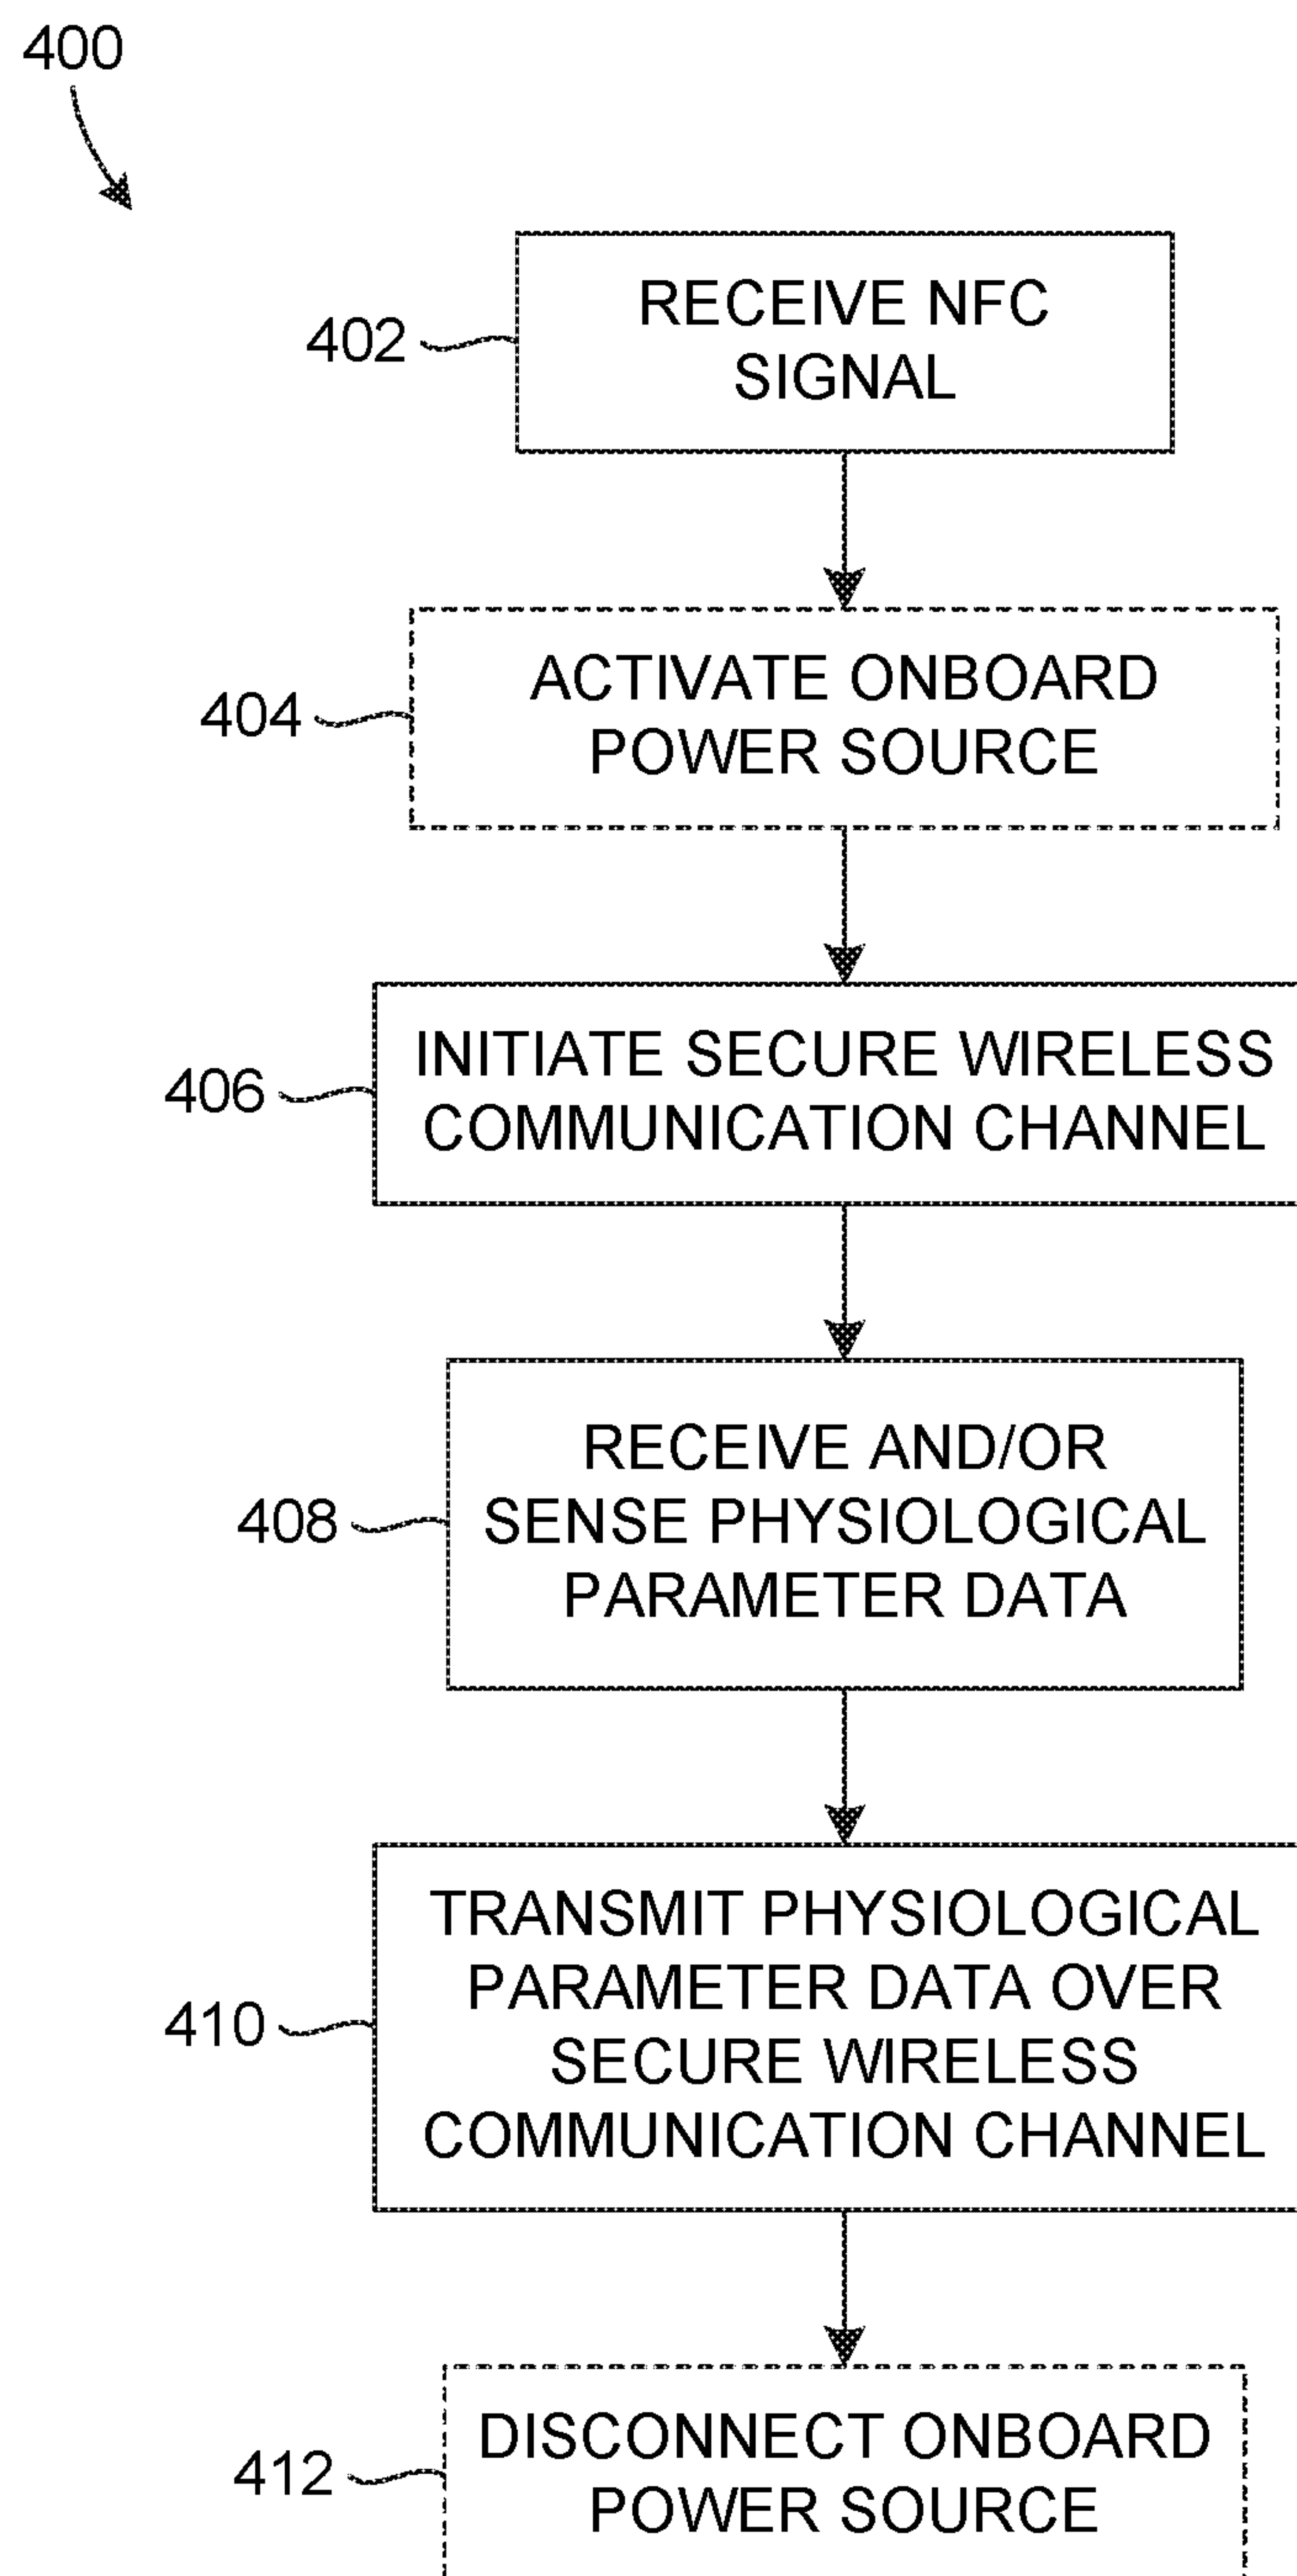 400
402
RECEIVE NFC
SIGNAL
404
ACTIVATE ONBOARD
POWER SOURCE
406
INITIATE SECURE WIRELESS
COMMUNICATION CHANNEL
408
RECEIVE AND/OR
SENSE PHYSIOLOGICAL
PARAMETER DATA
410
TRANSMIT PHYSIOLOGICAL
PARAMETER DATA OVER
SECURE WIRELESS
COMMUNICATION CHANNEL
412
DISCONNECT ONBOARD
POWER SOURCE